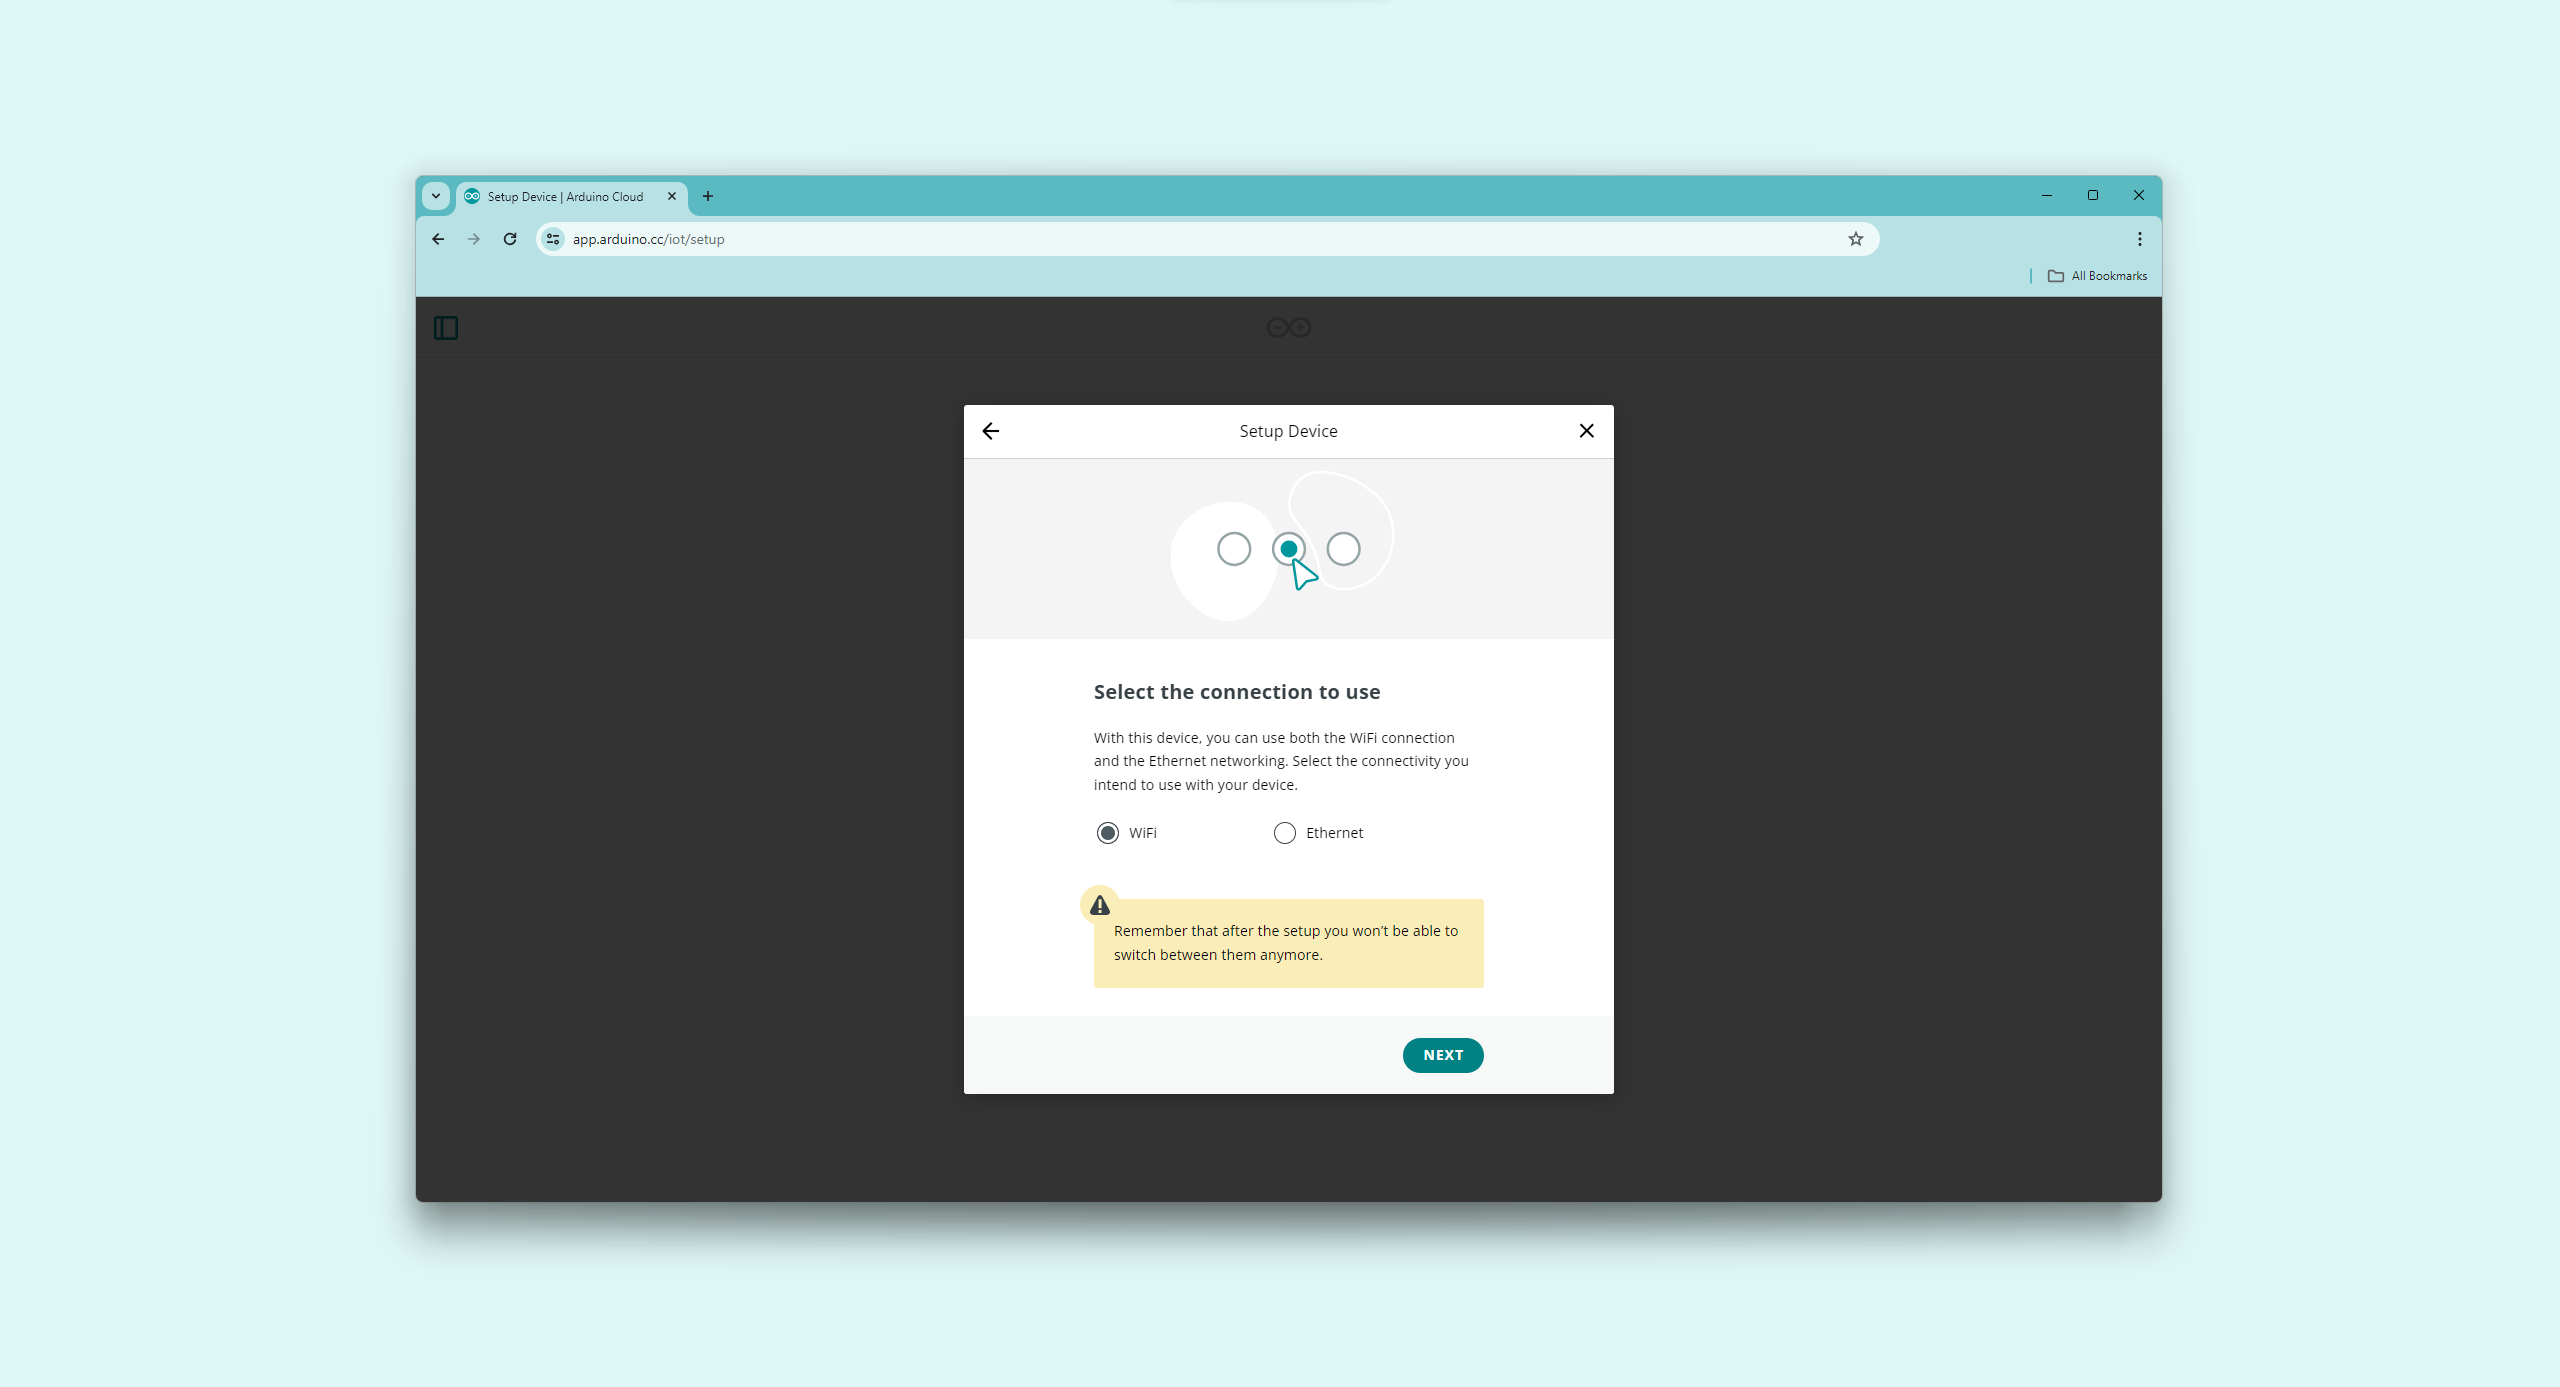 Setup Device | Arduino Cloud
app.arduino.cc/iot/setup
All Bookmarks
Setup Device
Select the connection to use
With this device, you can use both the WiFi connection
and the Ethernet networking. Select the connectivity you
intend to use with your device.
WiFi
Ethernet
Remember that after the setup you won’t be able to
switch between them anymore.
NEXT